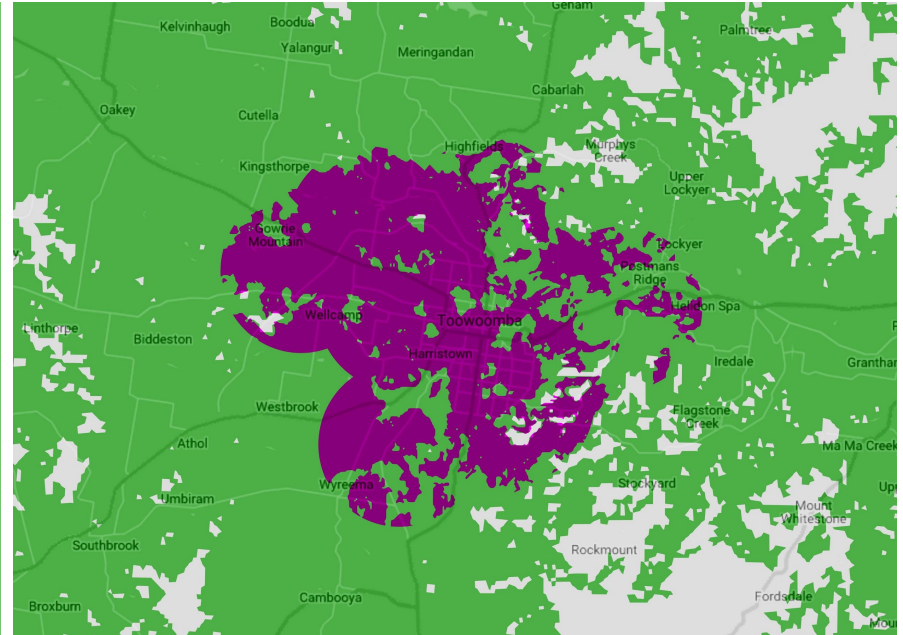 Geham
Kelvinhaugh
Boodua
Palmtree
Yalangur
Meringandan
Cabarlah
Oakey
Cutella
Highfields
Murphys
Creek
Kingsthorpe
Upper
Lockyer
Gowrie
Mountain
Lockyer
Postmans
Ridge
Helidon Spa
Wellcamp
Toowoomba
Linthorpe
Biddeston
Harristown
Iredale
Grantham
Westbrook
Flagstone
Creek
Athol
Ma Ma Creek
Wyreema
Stockyard
Umbiram
Mount
Whitestone
Southbrook
Rockmount
Cambooya
Fordsdale
Broxburn